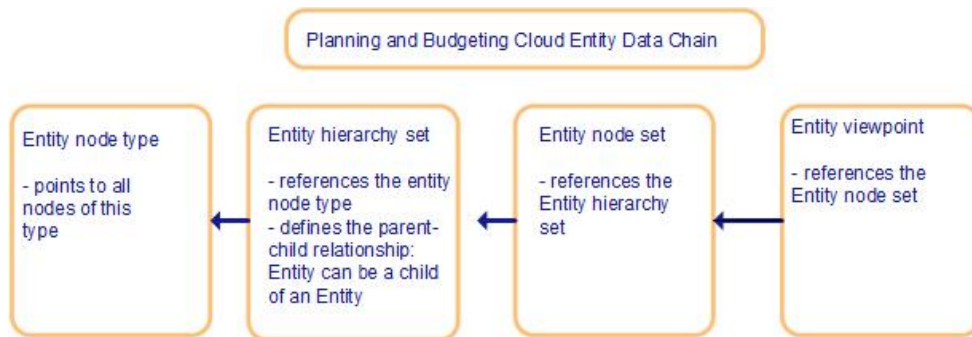 Planning and Budgeting Cloud Entity Data Chain
Entity node type
- points to all
nodes of this
type
Entity hierarchy set
- references the entity
node type
- defines the parent-
child relationship:
Entity can be a child
of an Entity
Entity node set
- references the
Entity hierarchy
set
Entity viewpoint
- references the
Entity node set